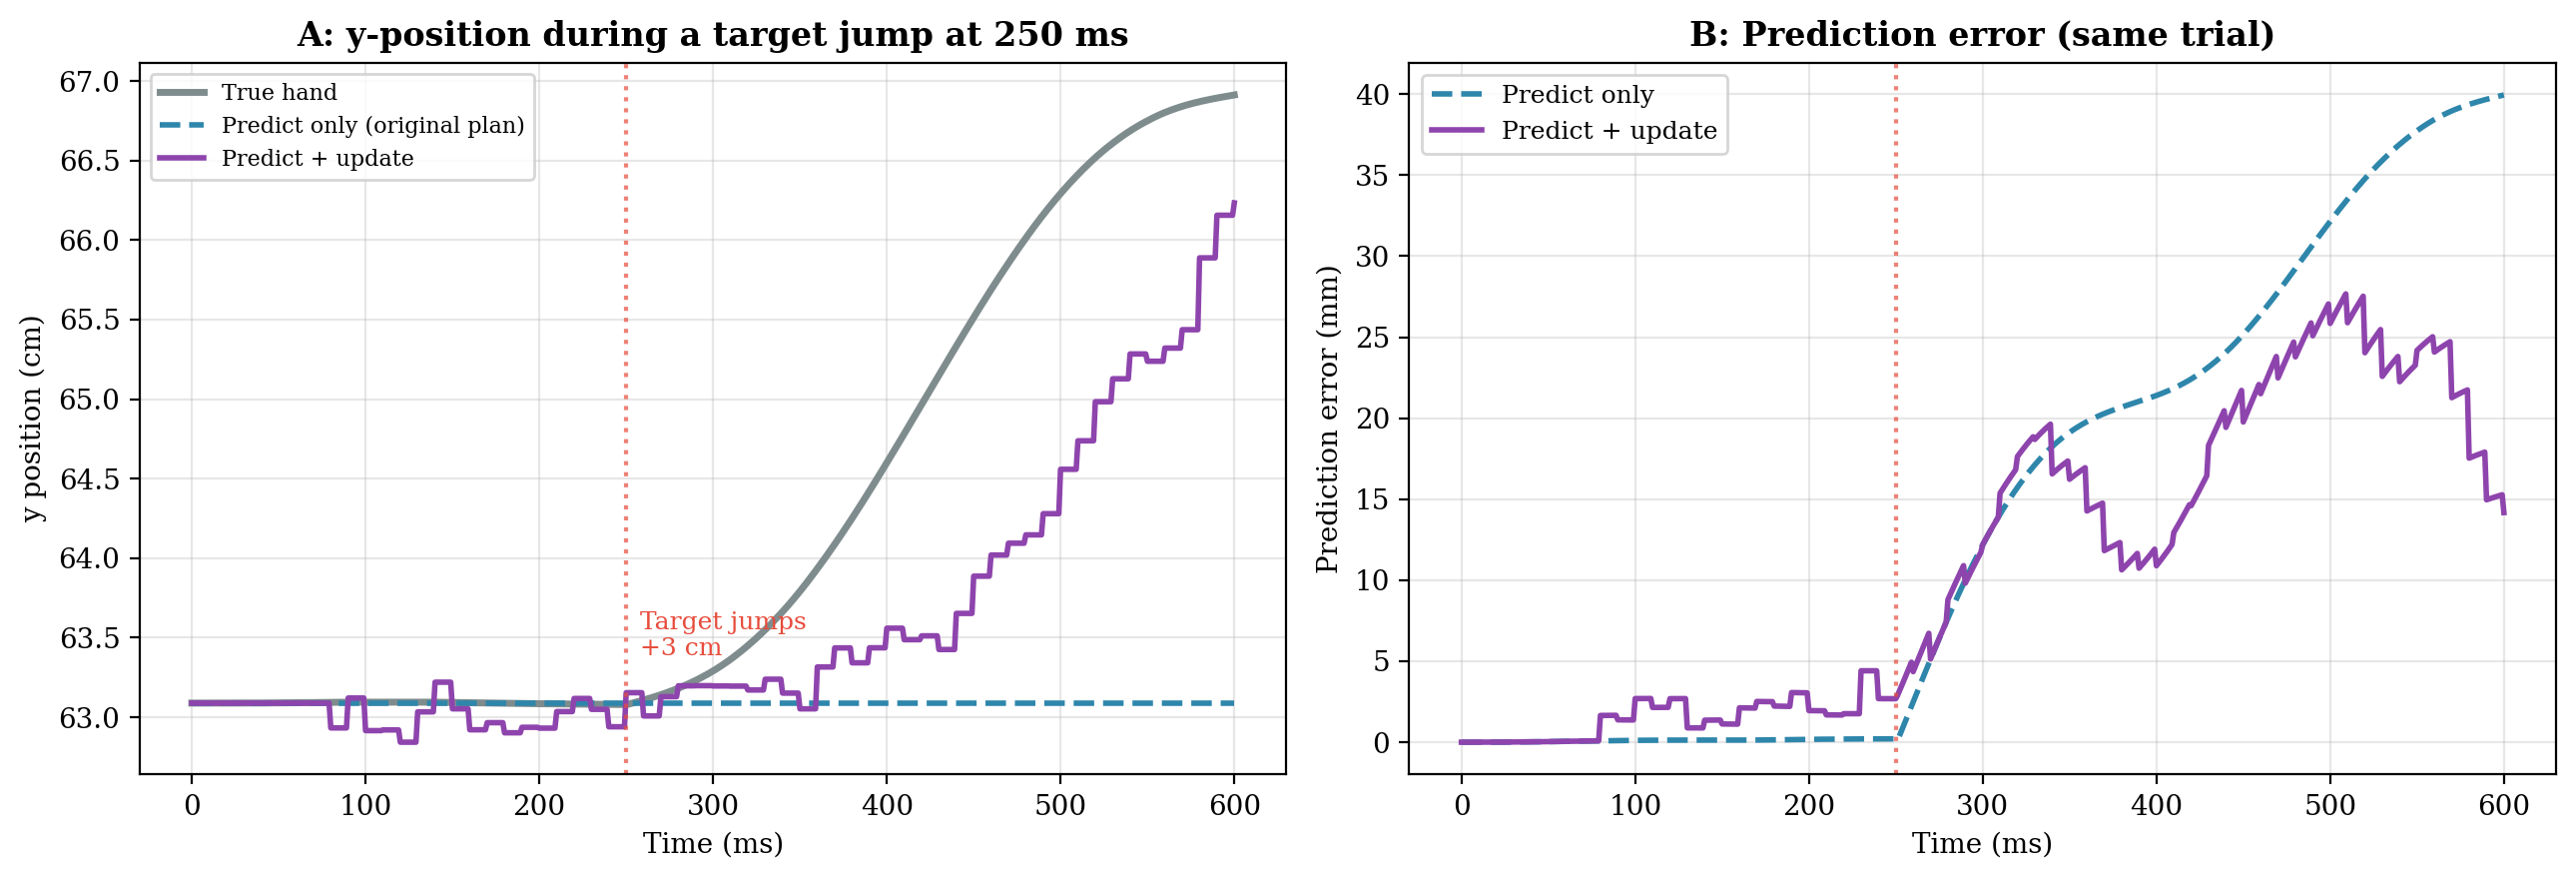 A: y-position during a target jump at 250 ms
67.0
66.5
66.0
65.5
65.0
64.5
64.0
63.5
63.0
y position (cm)
True hand
Predict only (original plan)
Predict + update
Target jumps
+3 cm
0 100 200 300 400 500 600
Time (ms)
B: Prediction error (same trial)
40
35
30
25
20
15
10
5
0
Prediction error (mm)
Predict only
Predict + update
0 100 200 300 400 500 600
Time (ms)